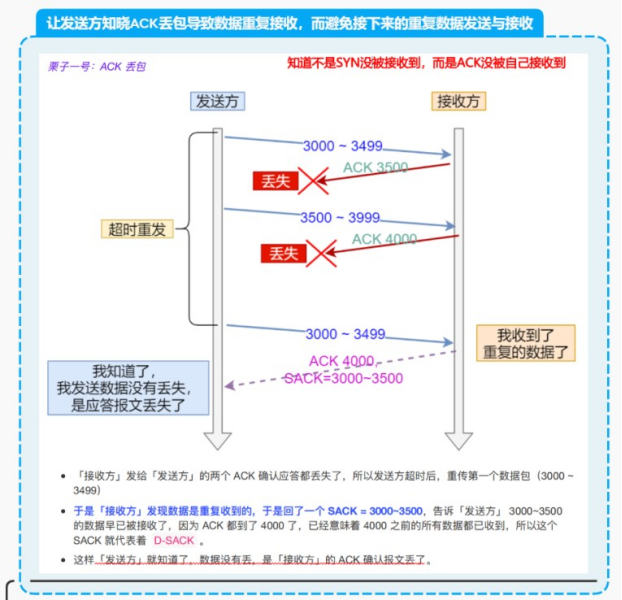 让发送方知晓ACK丢包导致数据重复接收，而避免接下来的重复数据发送与接收
栗子一号：ACK 丢包
知道不是SYN没被接收到，而是ACK没被自己接收到
发送方
接收方
3000 ~ 3499
ACK 3500
丢失
3500 ~ 3999
超时重发
ACK 4000
丢失
3000 ~ 3499
我收到了
重复的数据了
ACK 4000,
SACK=3000~3500
我知道了，
我发送数据没有丢失，
是应答报文丢失了
• 「接收方」发给「发送方」的两个 ACK 确认应答都丢失了，所以发送方超时后，重传第一个数据包（3000 ~
3499）
• 于是「接收方」发现数据是重复收到的，于是回了一个 SACK = 3000~3500，告诉「发送方」 3000~3500
的数据早已被接收了，因为 ACK 都到了 4000 了，已经意味着 4000 之前的所有数据都已收到，所以这个
SACK 就代表着 D-SACK 。
• 这样「发送方」就知道了，数据没有丢，是「接收方」的 ACK 确认报文丢了。